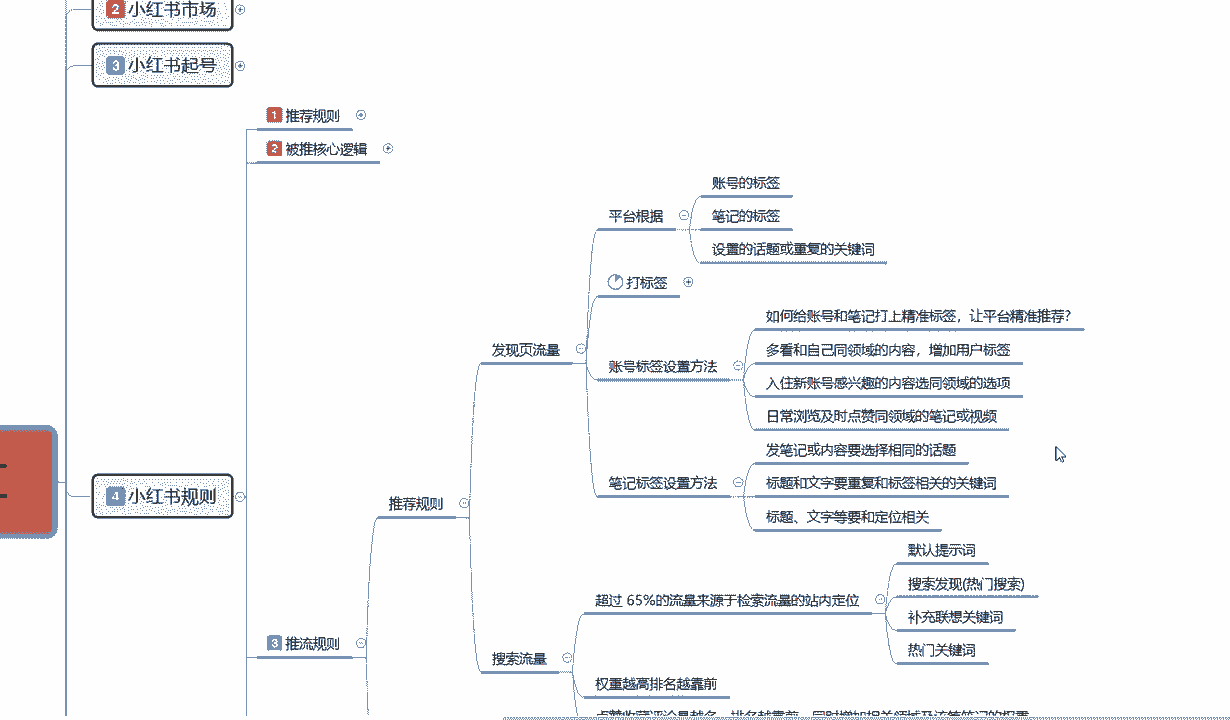 2 小红书市场
3 小红书起号
1 推荐规则
2 被推核心逻辑
账号的标签
平台根据
笔记的标签
设置的话题或重复的关键词
打标签
如何给账号和笔记打上精准标签，让平台精准推荐？
发现页流量
多看和自己同领域的内容，增加用户标签
账号标签设置方法
入住新账号感兴趣的内容选同领域的选项
日常浏览及时点赞同领域的笔记或视频
发笔记或内容要选择相同的话题
笔记标签设置方法
标题和文字要重复和标签相关的关键词
4 小红书规则
推荐规则
标题、文字等要和定位相关
默认提示词
搜索发现(热门搜索)
超过 65%的流量来源于检索流量的站内定位
补充联想关键词
3 推流规则
热门关键词
搜索流量
权重越高排名越靠前